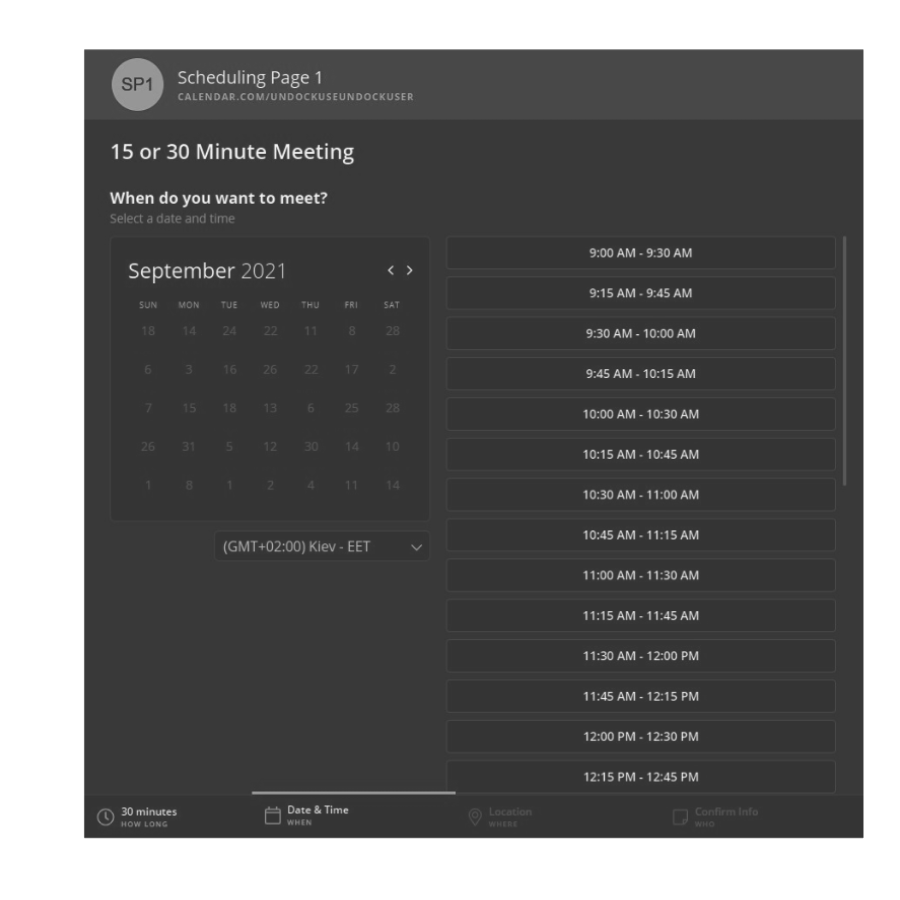 SP1
Scheduling Page 1
CALENDAR.COM/UNDOCKUSEUNDOCKUSER
15 or 30 Minute Meeting
When do you want to meet?
Select a date and time
September 2021 < >
SUN MON TUE WED THU FRI SAT
18 14 24 22 11 8 28
6 3 16 26 22 17 2
7 15 18 13 6 25 28
26 31 5 12 30 14 10
1 8 1 2 4 11 14
(GMT+02:00) Kiev - EET
9:00 AM - 9:30 AM
9:15 AM - 9:45 AM
9:30 AM - 10:00 AM
9:45 AM - 10:15 AM
10:00 AM - 10:30 AM
10:15 AM - 10:45 AM
10:30 AM - 11:00 AM
10:45 AM - 11:15 AM
11:00 AM - 11:30 AM
11:15 AM - 11:45 AM
11:30 AM - 12:00 PM
11:45 AM - 12:15 PM
12:00 PM - 12:30 PM
12:15 PM - 12:45 PM
30 minutes
HOW LONG
Date & Time
WHEN
Location
WHERE
Confirm Info
WHO